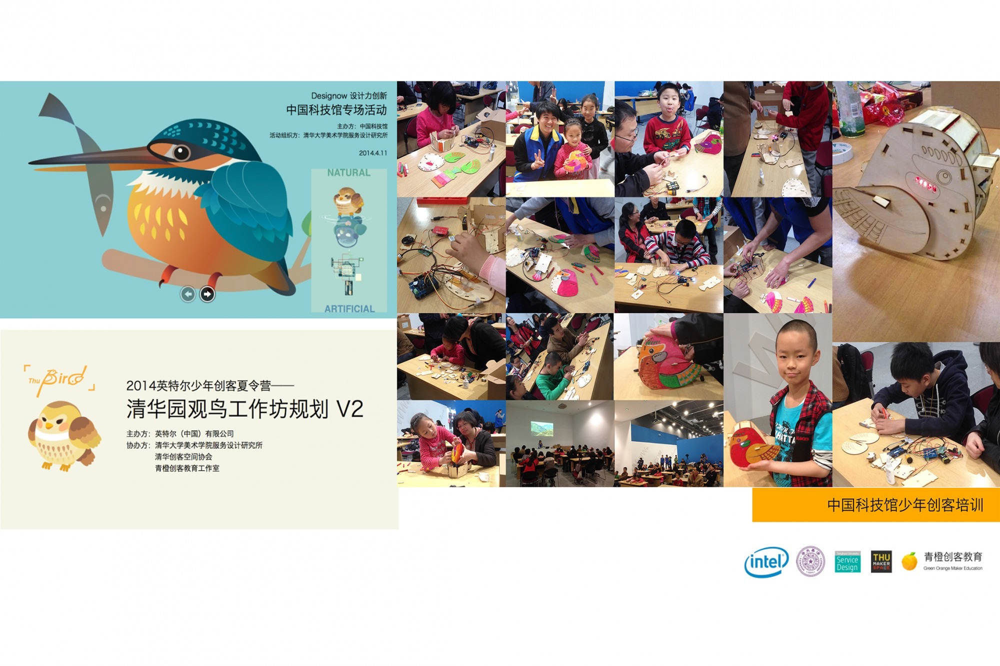 Designow 设计力创新
中国科技馆专场活动
主办方：中国科技馆
活动组织方：清华大学美术学院服务设计研究所
2014.4.11
NATURAL
ARTIFICIAL
Thu Bird
2014英特尔少年创客夏令营——
清华园观鸟工作坊规划 V2
主办方：英特尔（中国）有限公司
协办方：清华大学美术学院服务设计研究所
清华创客空间协会
青橙创客教育工作室
中国科技馆少年创客培训
intel
Tsinghua University
Service
Design
THU
MAKER
SPACE
青橙创客教育
Green Orange Maker Education